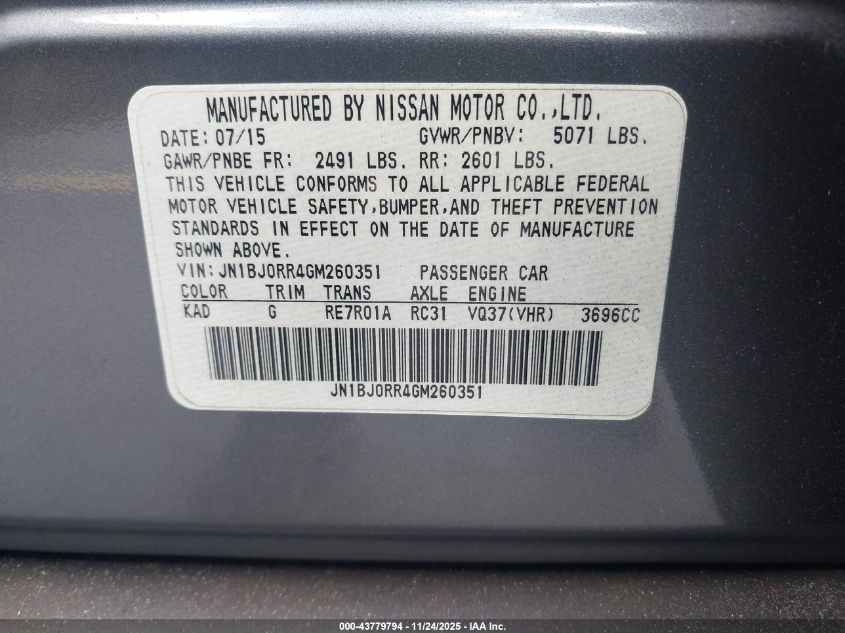 MANUFACTURED BY NISSAN MOTOR CO.,LTD.
DATE: 07/15 GVWR/PNBV: 5071 LBS.
GAWR/PNBE FR: 2491 LBS. RR: 2601 LBS.
THIS VEHICLE CONFORMS TO ALL APPLICABLE FEDERAL
MOTOR VEHICLE SAFETY,BUMPER,AND THEFT PREVENTION
STANDARDS IN EFFECT ON THE DATE OF MANUFACTURE
SHOWN ABOVE.
VIN: JN1BJ0RR4GM260351 PASSENGER CAR
COLOR TRIM TRANS AXLE ENGINE
KAD G RE7R01A RC31 VQ37(VHR) 3696CC
JN1BJ0RR4GM260351
000-43779794 - 11/24/2025 - IAA Inc.